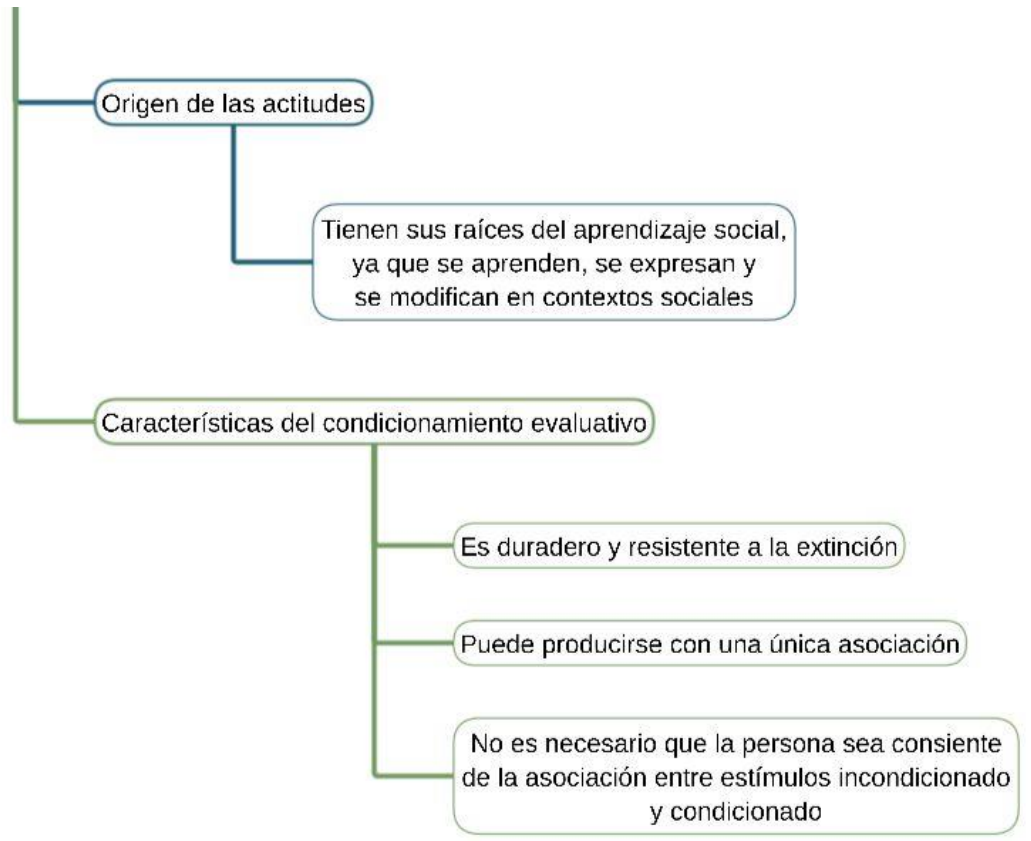 Origen de las actitudes
Tienen sus raíces del aprendizaje social,
ya que se aprenden, se expresan y
se modifican en contextos sociales
Características del condicionamiento evaluativo
Es duradero y resistente a la extinción
Puede producirse con una única asociación
No es necesario que la persona sea consiente
de la asociación entre estímulos incondicionado
y condicionado